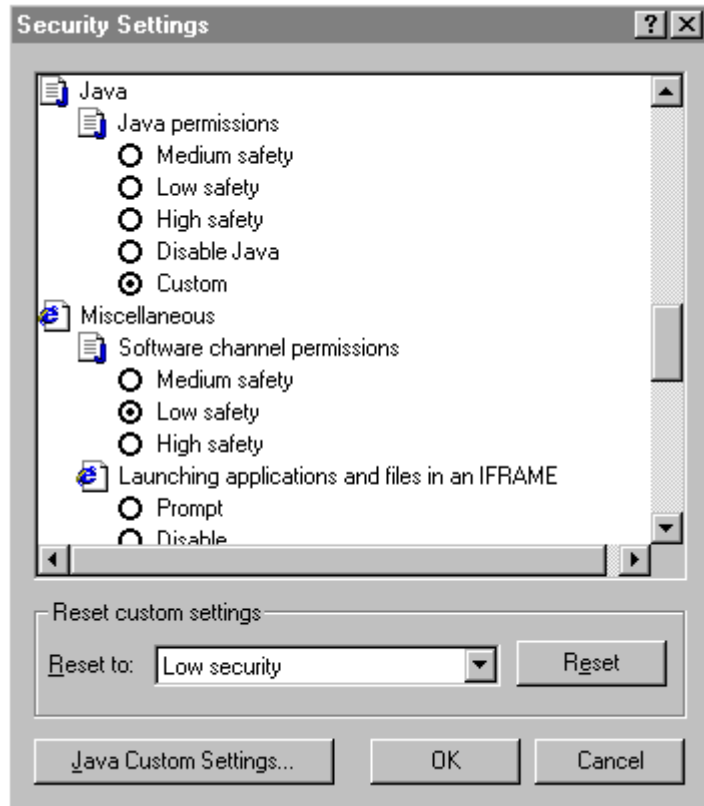 Security Settings
Java
Java permissions
Medium safety
Low safety
High safety
Disable Java
Custom
Miscellaneous
Software channel permissions
Medium safety
Low safety
High safety
Launching applications and files in an IFRAME
Prompt
Disable
Reset custom settings
Reset to: Low security Reset
Java Custom Settings... OK Cancel